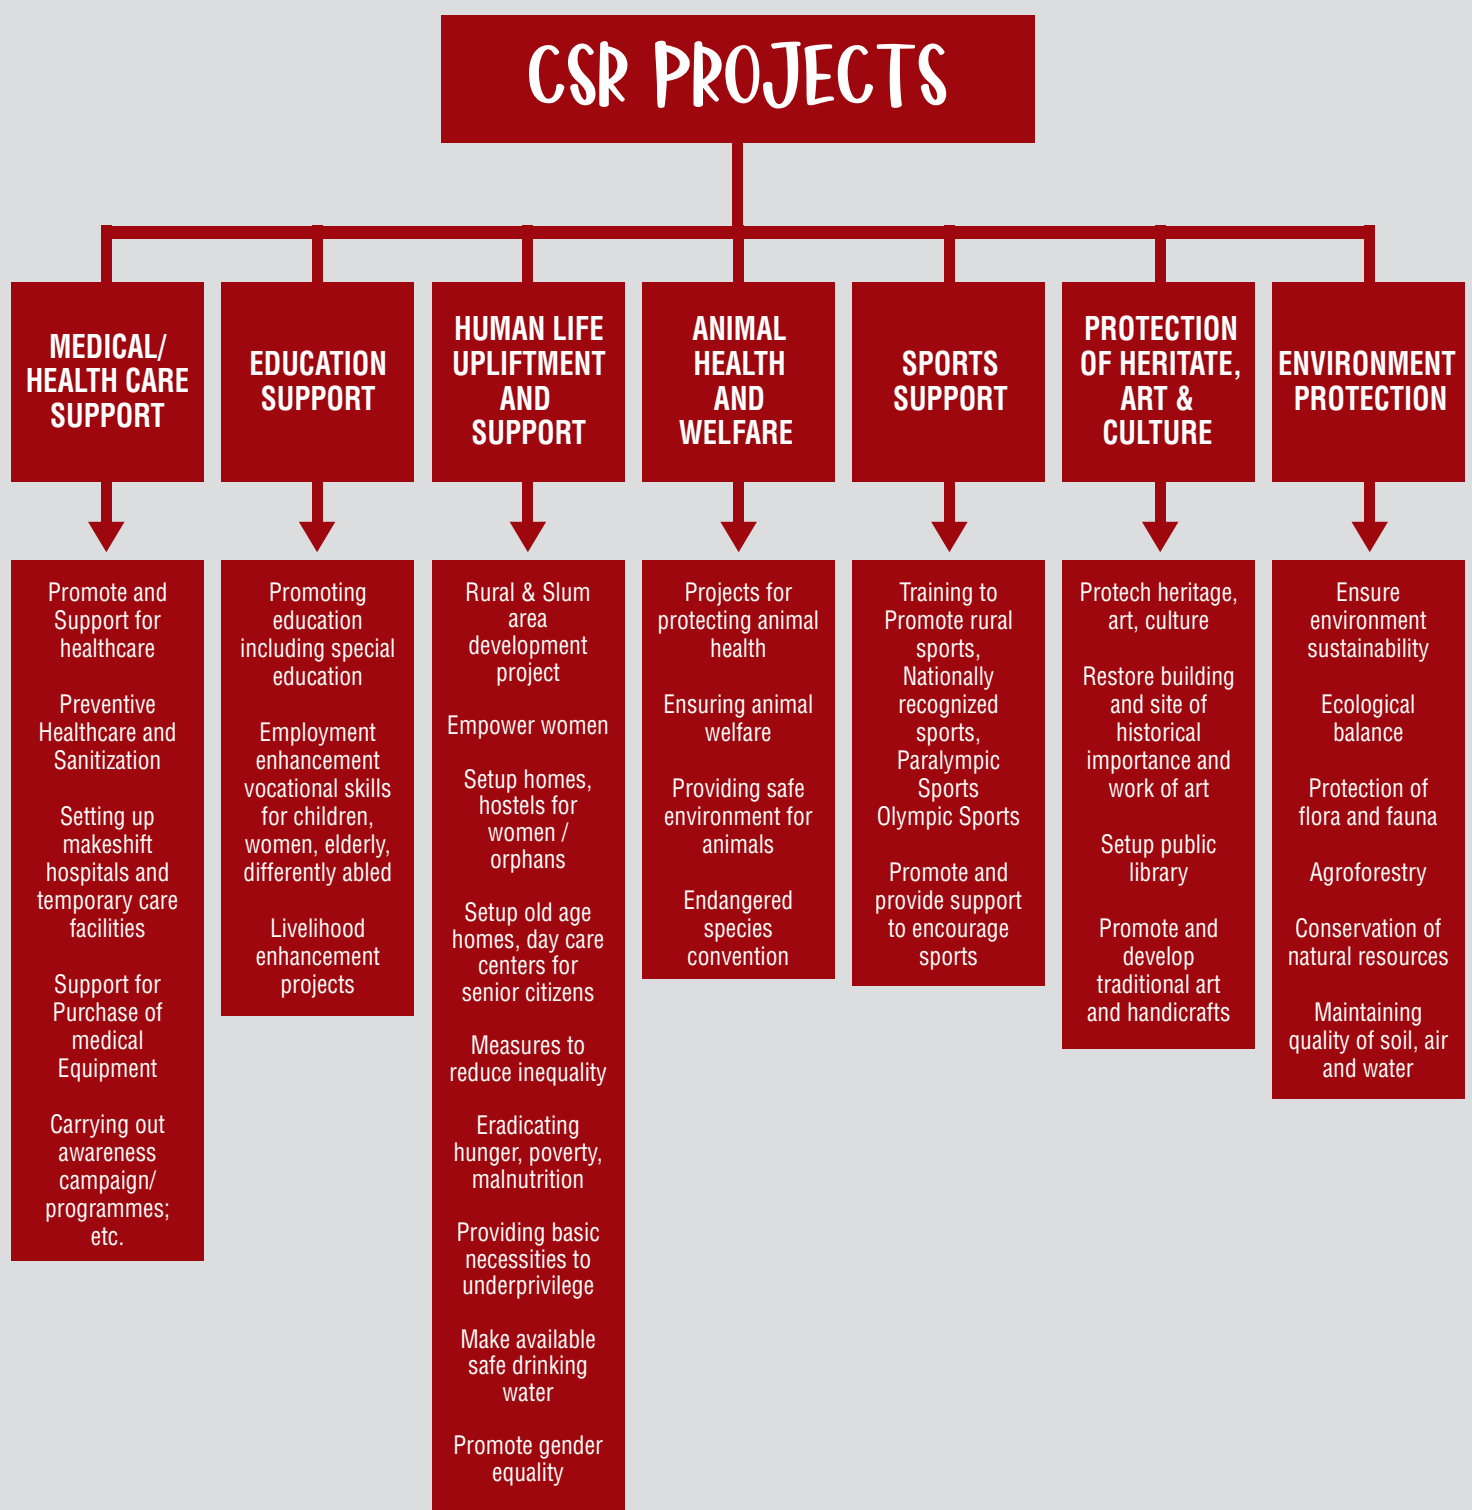 CSR PROJECTS
MEDICAL/
HEALTH CARE
SUPPORT
Promote and
Support for
healthcare
Preventive
Healthcare and
Sanitization
Setting up
makeshift
hospitals and
temporary care
facilities
Support for
Purchase of
medical
Equipment
Carrying out
awareness
campaign/
programmes;
etc.
EDUCATION
SUPPORT
Promoting
education
including special
education
Employment
enhancement
vocational skills
for children,
women, elderly,
differently abled
Livelihood
enhancement
projects
HUMAN LIFE
UPLIFTMENT
AND
SUPPORT
Rural & Slum
area
development
project
Empower women
Setup homes,
hostels for
women /
orphans
Setup old age
homes, day care
centers for
senior citizens
Measures to
reduce inequality
Eradicating
hunger, poverty,
malnutrition
Providing basic
necessities to
underprivilege
Make available
safe drinking
water
Promote gender
equality
ANIMAL
HEALTH
AND
WELFARE
Projects for
protecting animal
health
Ensuring animal
welfare
Providing safe
environment for
animals
Endangered
species
convention
SPORTS
SUPPORT
Training to
Promote rural
sports,
Nationally
recognized
sports,
Paralympic
Sports
Olympic Sports
Promote and
provide support
to encourage
sports
PROTECTION
OF HERITATE,
ART &
CULTURE
Protech heritage,
art, culture
Restore building
and site of
historical
importance and
work of art
Setup public
library
Promote and
develop
traditional art
and handicrafts
ENVIRONMENT
PROTECTION
Ensure
environment
sustainability
Ecological
balance
Protection of
flora and fauna
Agroforestry
Conservation of
natural resources
Maintaining
quality of soil, air
and water